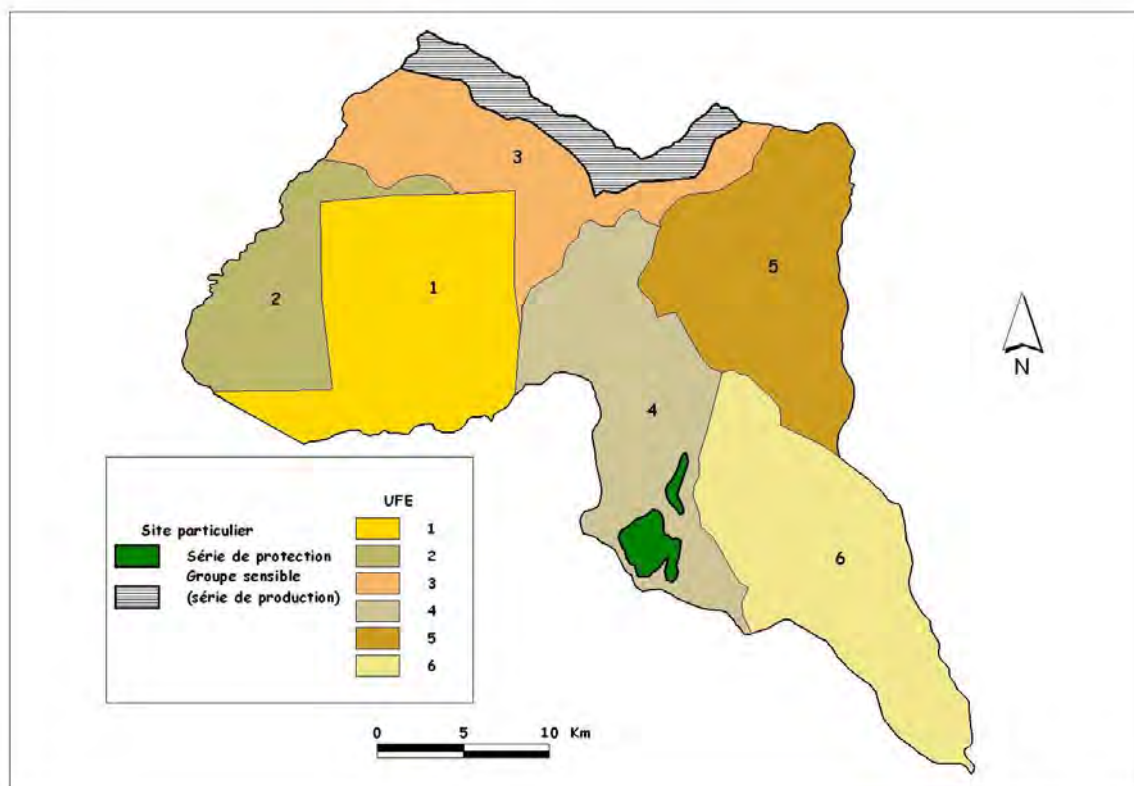 3
5
1
2
N
4
6
UFE
Site particulier
Série de protection
Groupe sensible
(série de production)
1
2
3
4
5
6
0 5 10 Km